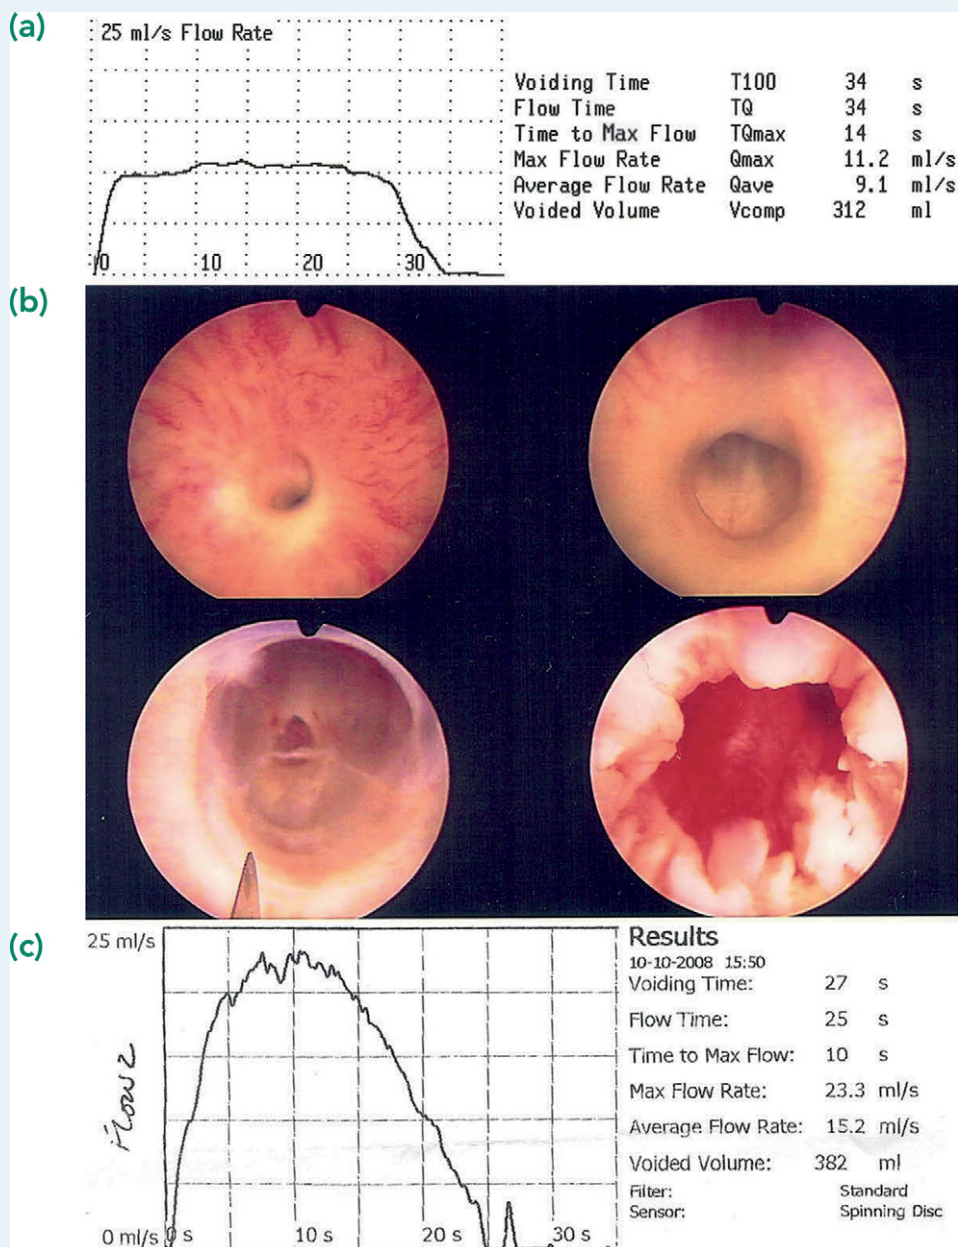 (a)
25 ml/s Flow Rate
0 10 20 30
Voiding Time T100 34 s
Flow Time TQ 34 s
Time to Max Flow TQmax 14 s
Max Flow Rate Qmax 11.2 ml/s
Average Flow Rate Qave 9.1 ml/s
Voided Volume Vcomp 312 ml
(b)
(c)
25 ml/s
Flow 2
0 ml/s 0 s 10 s 20 s 30 s
Results
10-10-2008 15:50
Voiding Time: 27 s
Flow Time: 25 s
Time to Max Flow: 10 s
Max Flow Rate: 23.3 ml/s
Average Flow Rate: 15.2 ml/s
Voided Volume: 382 ml
Filter: Standard
Sensor: Spinning Disc